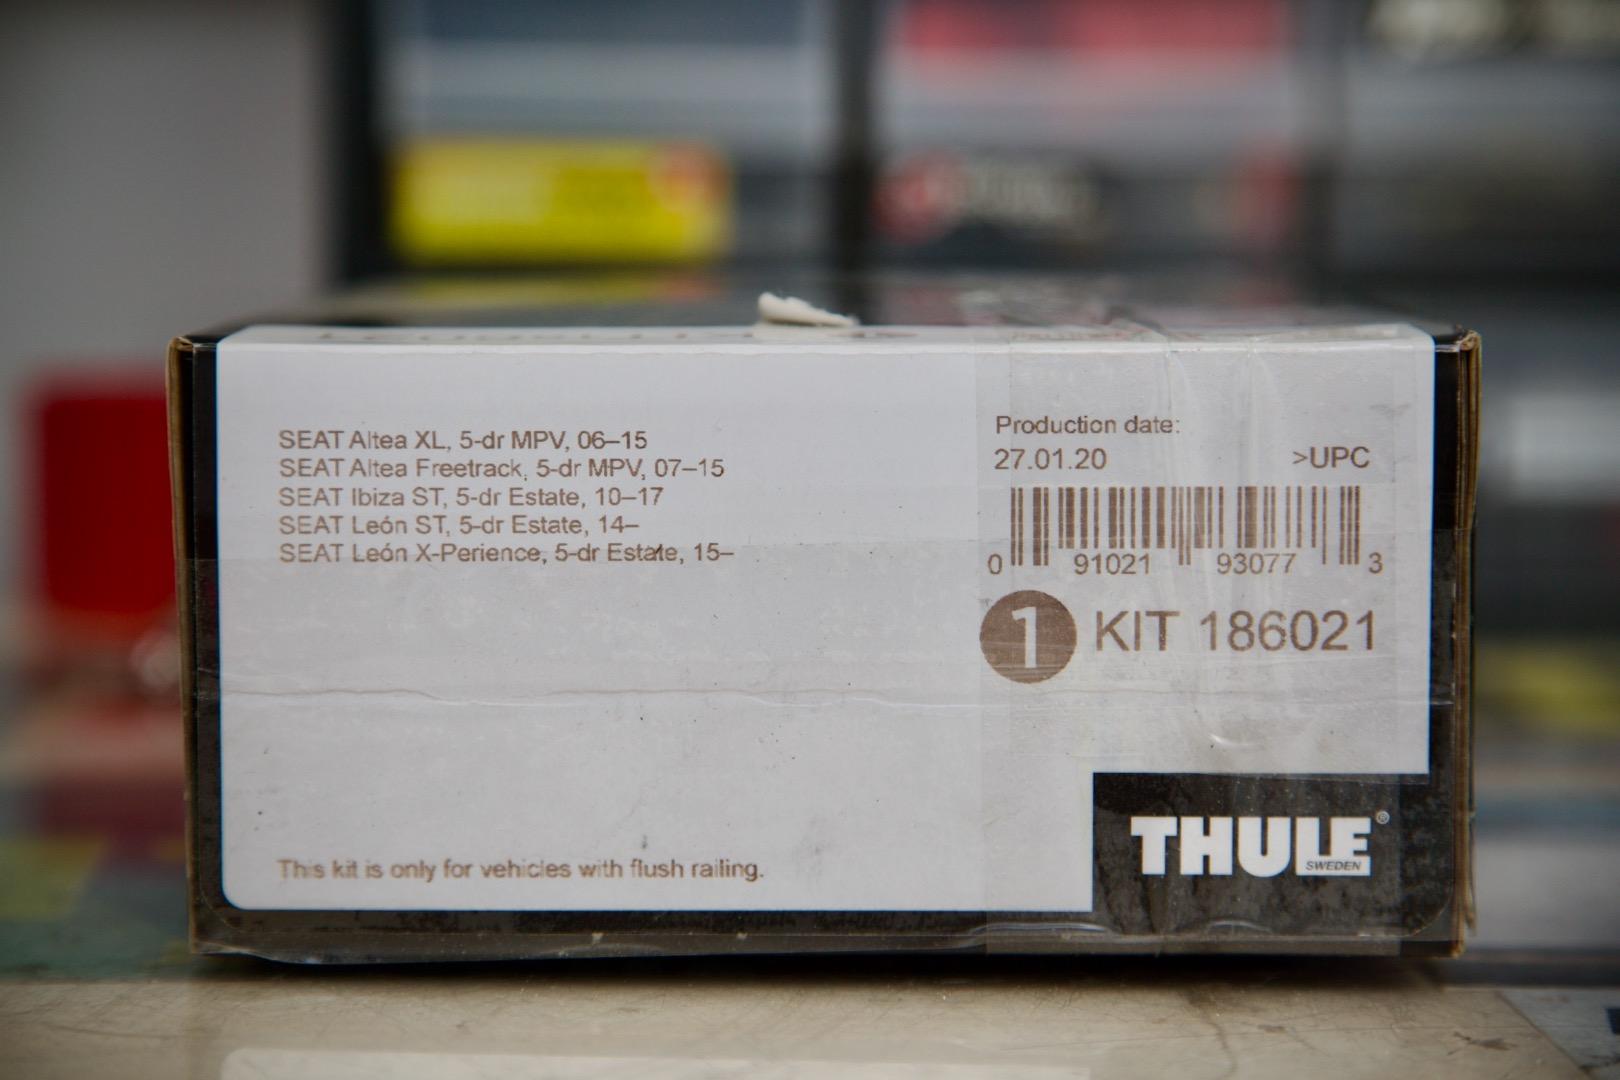 SEAT Altea XL, 5-dr MPV, 06–15
SEAT Altea Freetrack, 5-dr MPV, 07–15
SEAT Ibiza ST, 5-dr Estate, 10–17
SEAT León ST, 5-dr Estate, 14–
SEAT León X-Perience, 5-dr Estate, 15–
This kit is only for vehicles with flush railing.
Production date:
27.01.20 >UPC
0 91021 93077 3
1 KIT 186021
THULE®
SWEDEN